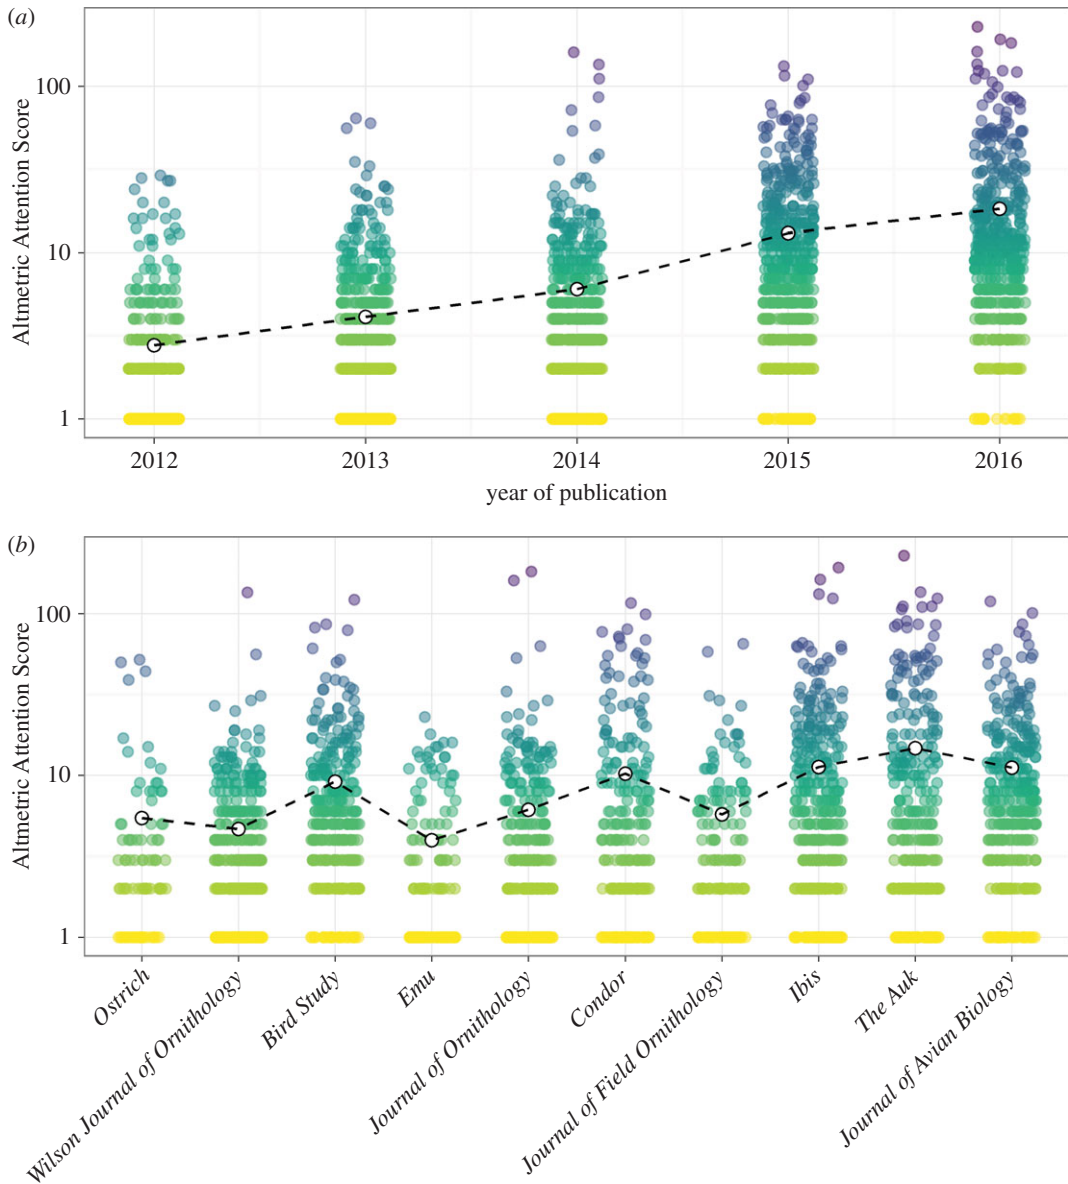 (a)
Altmetric Attention Score
100
10
1
2012 2013 2014 2015 2016
year of publication
(b)
Altmetric Attention Score
100
10
1
Ostrich
Wilson Journal of Ornithology
Bird Study
Emu
Journal of Ornithology
Condor
Journal of Field Ornithology
Ibis
The Auk
Journal of Avian Biology